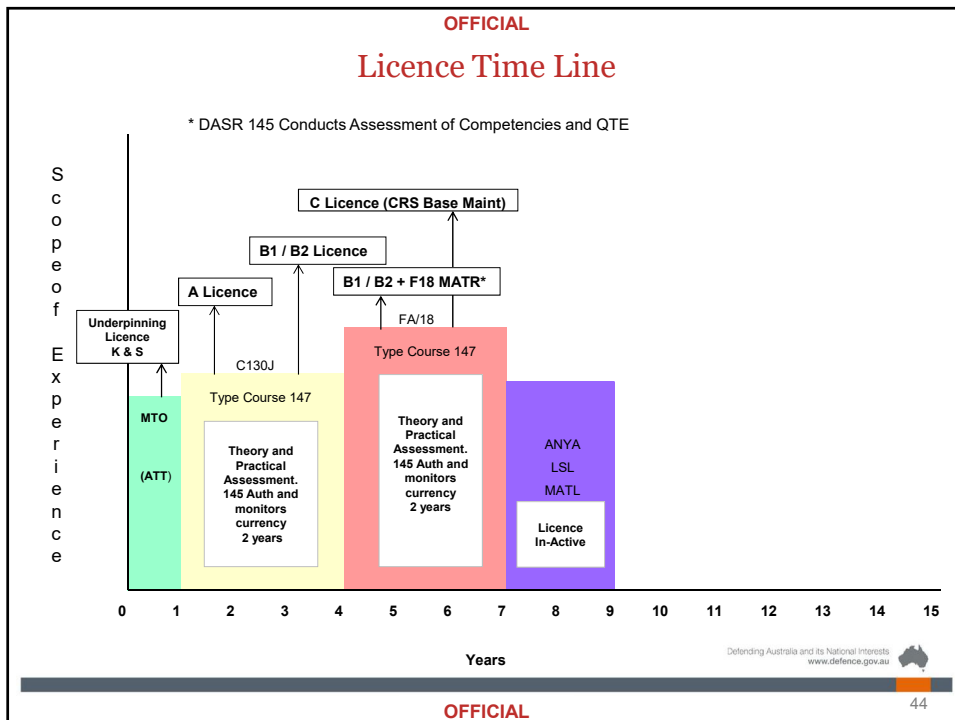 OFFICIAL
Licence Time Line
* DASR 145 Conducts Assessment of Competencies and QTE
Scope of Experience
C Licence (CRS Base Maint)
B1 / B2 Licence
B1 / B2 + F18 MATR*
A Licence
FA/18
Underpinning
Licence
K & S
C130J
Type Course 147
Type Course 147
MTO
(ATT)
Theory and
Practical
Assessment.
145 Auth and
monitors
currency
2 years
Theory and
Practical
Assessment.
145 Auth and
monitors
currency
2 years
ANYA
LSL
MATL
Licence
In-Active
0 1 2 3 4 5 6 7 8 9 10 11 12 13 14 15
Years
Defending Australia and its National Interests
www.defence.gov.au
44
OFFICIAL